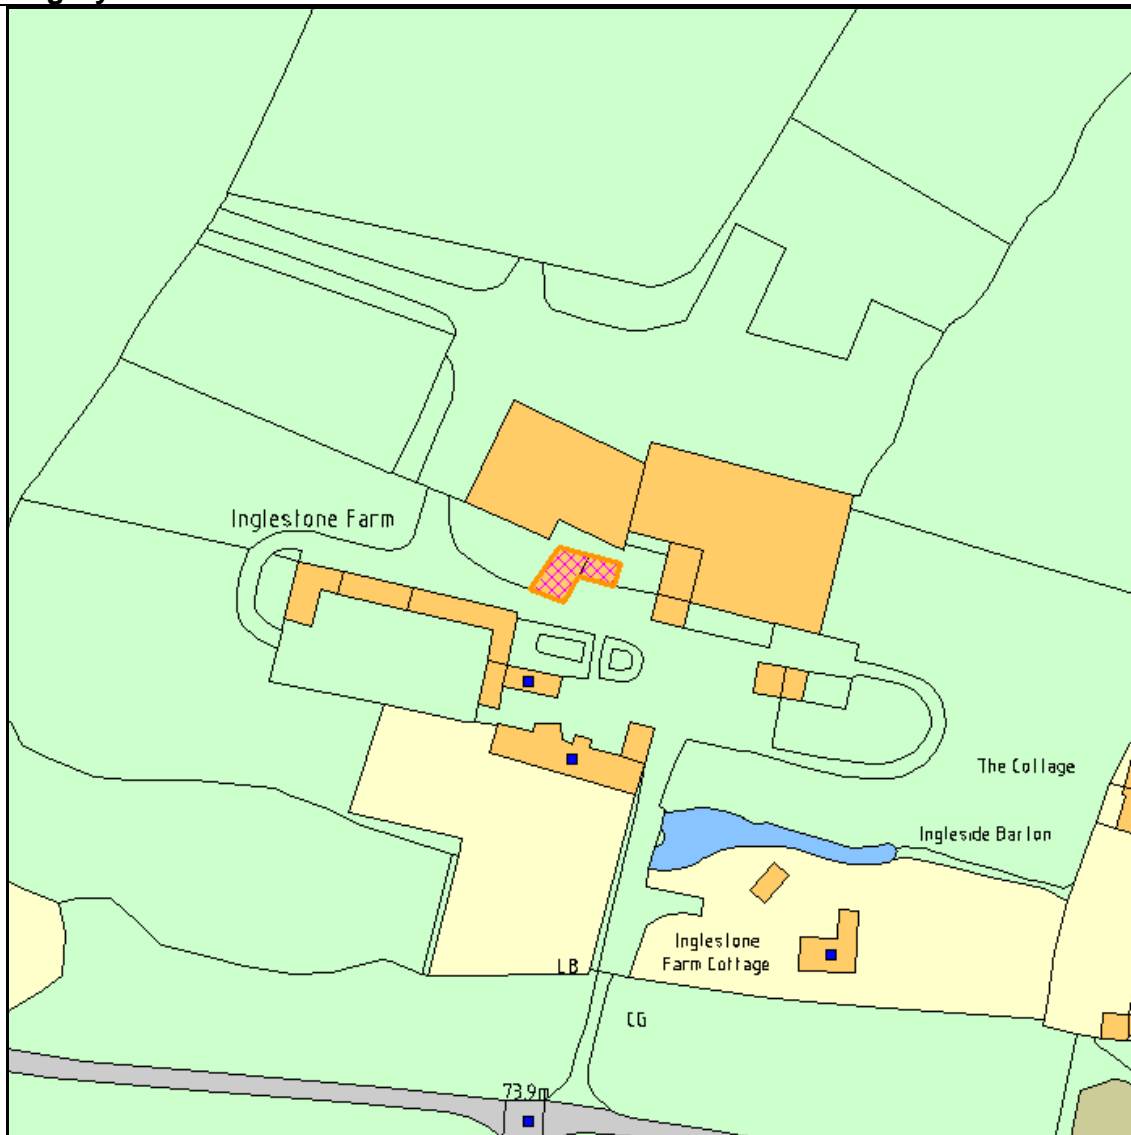 Inglestone Farm
The Cottage
Ingleside Barton
Inglestone
Farm Cottage
LB
CG
73.9m